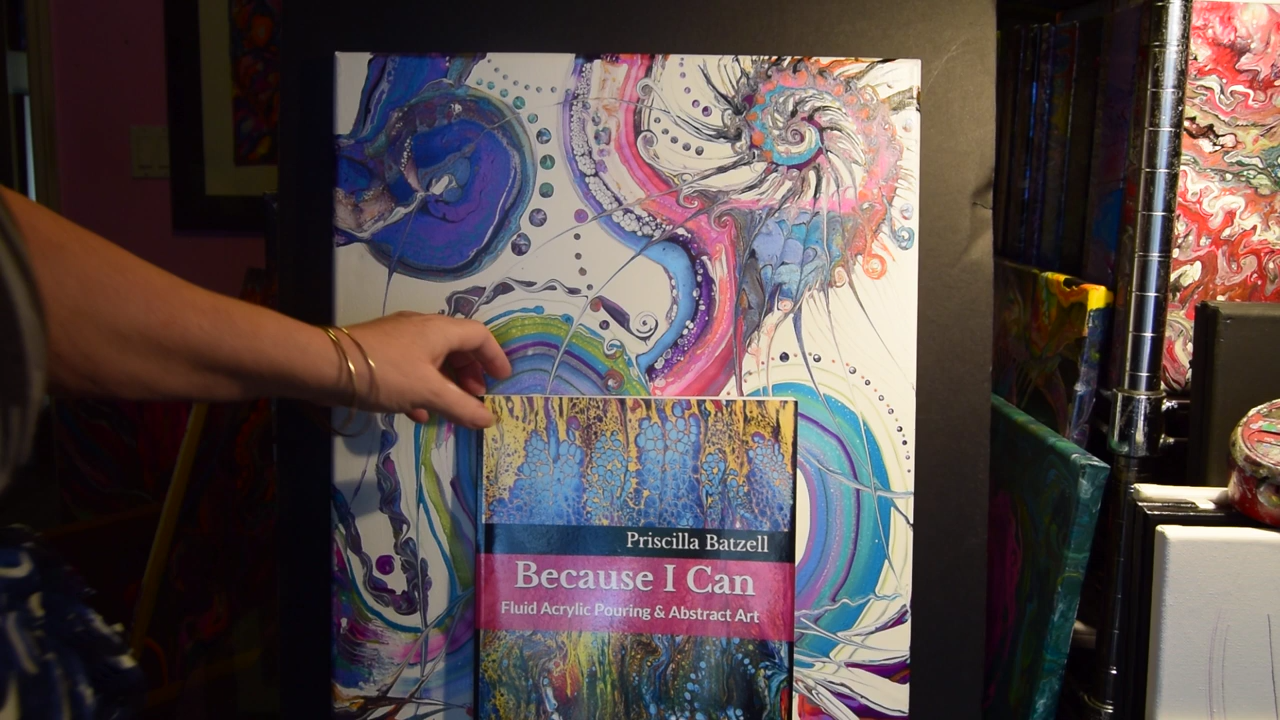 Priscilla Batzell
Because I Can
Fluid Acrylic Pouring & Abstract Art